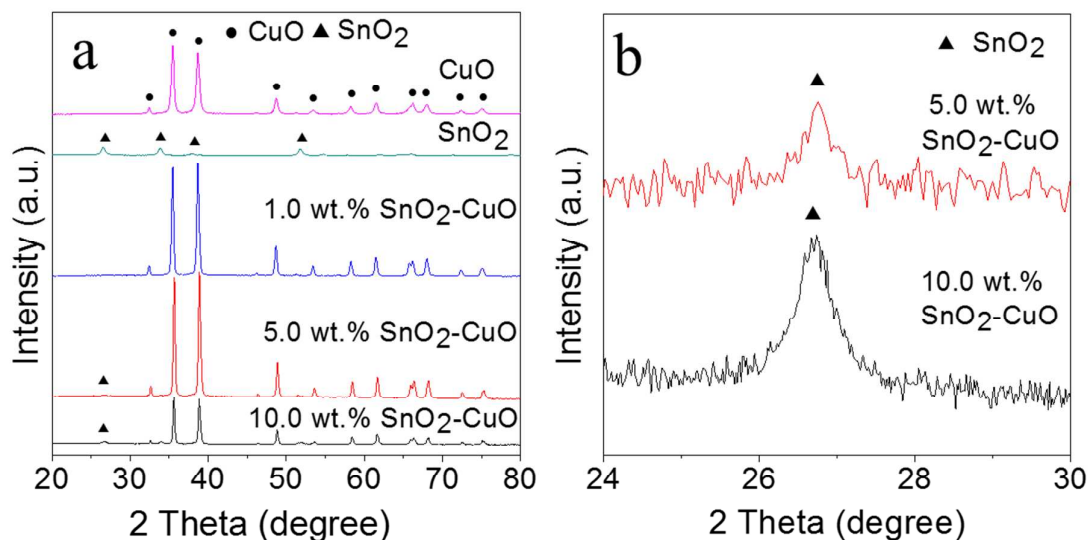 a
● CuO ▲ SnO₂
CuO
SnO₂
1.0 wt.% SnO₂-CuO
5.0 wt.% SnO₂-CuO
10.0 wt.% SnO₂-CuO
Intensity (a.u.)
20 30 40 50 60 70 80
2 Theta (degree)
b
▲ SnO₂
5.0 wt.%
SnO₂-CuO
10.0 wt.%
SnO₂-CuO
Intensity (a.u.)
24 26 28 30
2 Theta (degree)